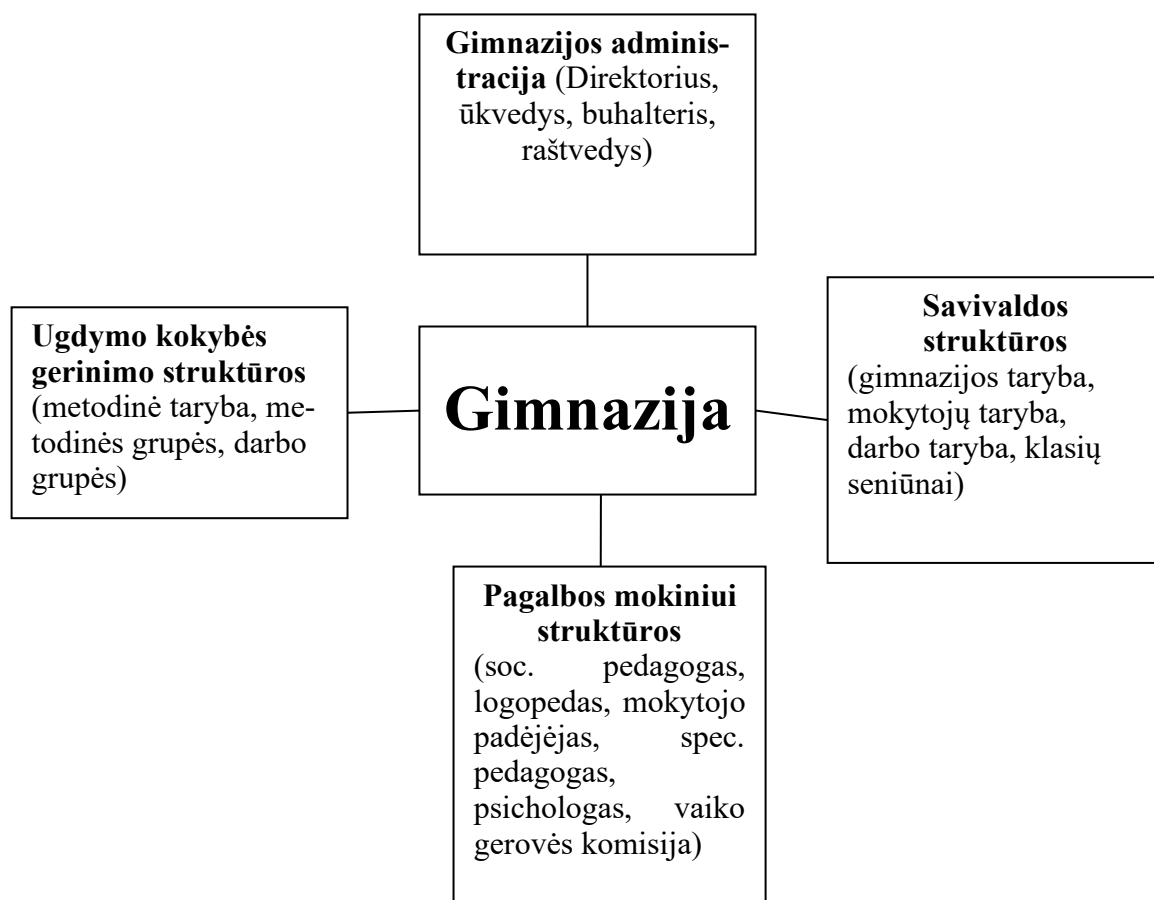 Gimnazijos adminis-
tracija (Direktorius,
ūkvedys, buhalteris,
raštvedys)
Ugdymo kokybės
gerinimo struktūros
(metodinė taryba, me-
todinės grupės, darbo
grupės)
Gimnazija
Savivaldos
struktūros
(gimnazijos taryba,
mokytojų taryba,
darbo taryba, klasių
seniūnai)
Pagalbos mokiniui
struktūros
(soc. pedagogas,
logopedas, mokytojo
padėjėjas, spec.
pedagogas,
psichologas, vaiko
gerovės komisija)